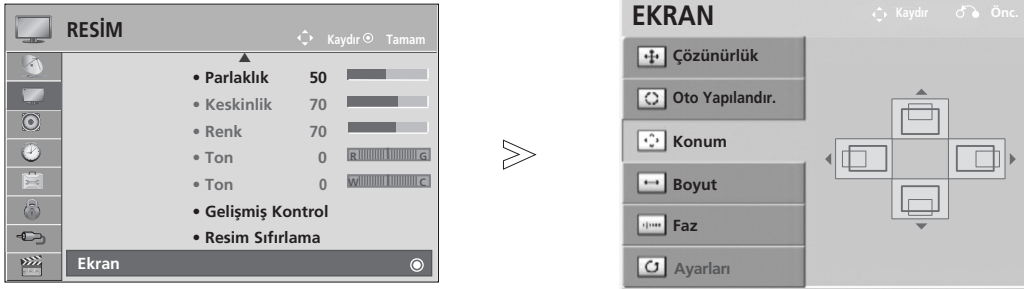 RESİM
Kaydır Tamam
• Parlaklık 50
• Keskinlik 70
• Renk 70
• Ton 0 R G
• Ton 0 W C
• Gelişmiş Kontrol
• Resim Sıfırlama
Ekran
EKRAN
Kaydır Önc.
Çözünürlük
Oto Yapılandır.
Konum
Boyut
Faz
Ayarları